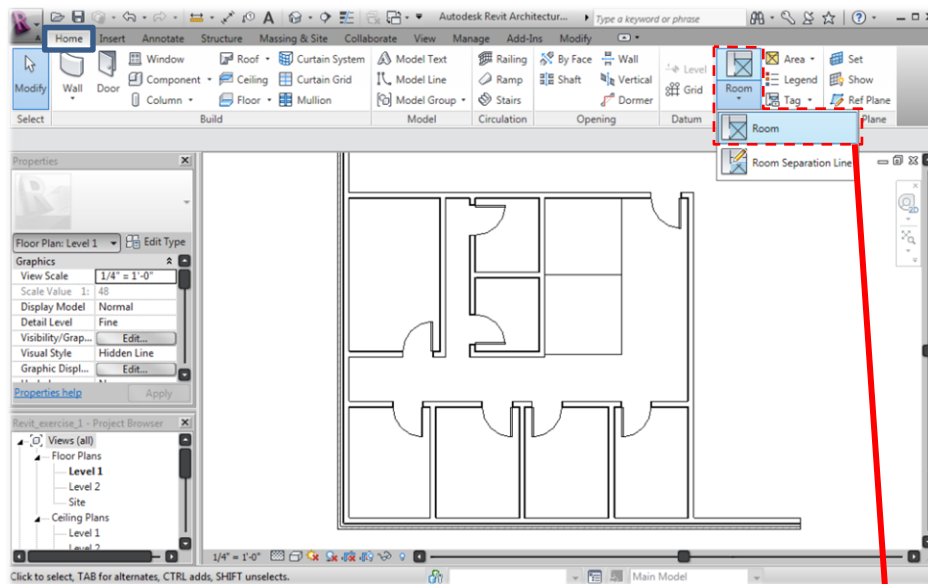 Autodesk Revit Architectur... Type a keyword or phrase
Home Insert Annotate Structure Massing & Site Collaborate View Manage Add-Ins Modify
Window Roof Curtain System Model Text Railing By Face Wall Area Set
Modify Wall Door Component Ceiling Curtain Grid Model Line Ramp Shaft Vertical Level Grid Room Legend Show
Column Floor Mullion Model Group Stairs Dormer Tag Ref Plane
Select Build Model Circulation Opening Datum Plane
Room
Room Separation Line
Properties
Floor Plan: Level 1 Edit Type
Graphics
View Scale 1/4" = 1'-0"
Scale Value 1: 48
Display Model Normal
Detail Level Fine
Visibility/Grap... Edit...
Visual Style Hidden Line
Graphic Displ... Edit...
Properties help Apply
Revit_exercise_1 - Project Browser
Views (all)
Floor Plans
Level 1
Level 2
Site
Ceiling Plans
Level 1
Level 2
1/4" = 1'-0"
Click to select, TAB for alternates, CTRL adds, SHIFT unselects. Main Model
2D